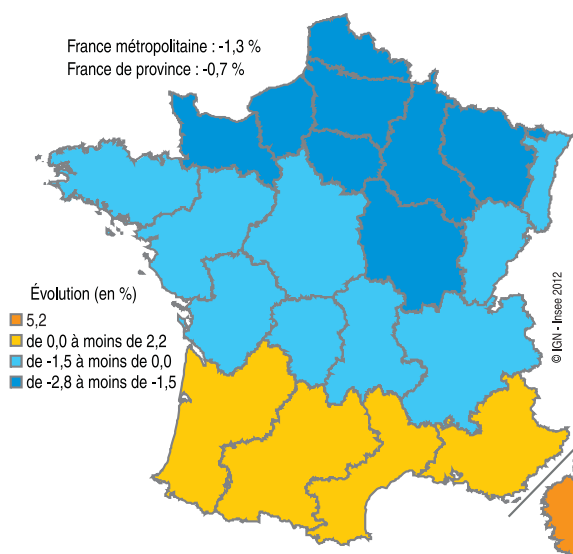 France métropolitaine : -1,3 %
France de province : -0,7 %
Évolution (en %)
5,2
de 0,0 à moins de 2,2
de -1,5 à moins de 0,0
de -2,8 à moins de -1,5
© IGN - Insee 2012